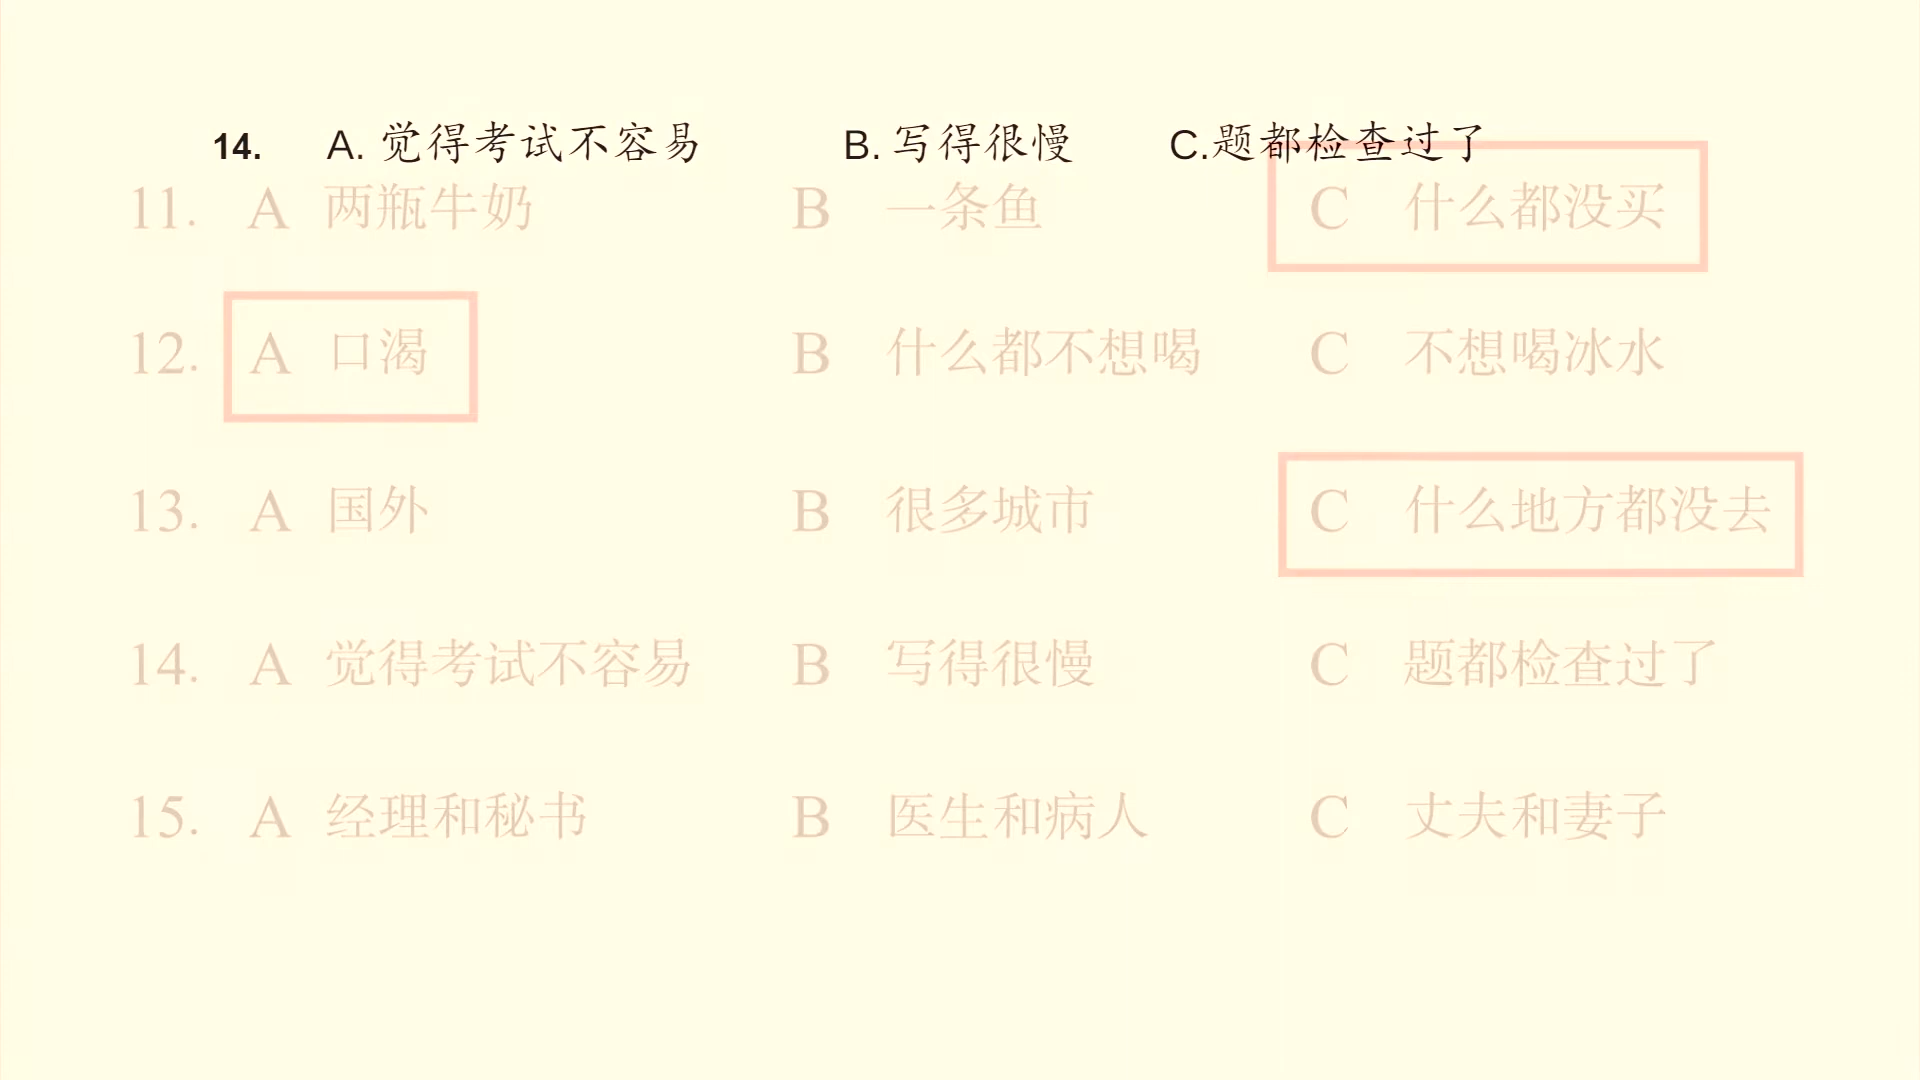 14. A. 觉得考试不容易 B. 写得很慢 C.题都检查过了
11. A 两瓶牛奶 B 一条鱼 C 什么都没买
12. A 口渴 B 什么都不想喝 C 不想喝冰水
13. A 国外 B 很多城市 C 什么地方都没去
14. A 觉得考试不容易 B 写得很慢 C 题都检查过了
15. A 经理和秘书 B 医生和病人 C 丈夫和妻子